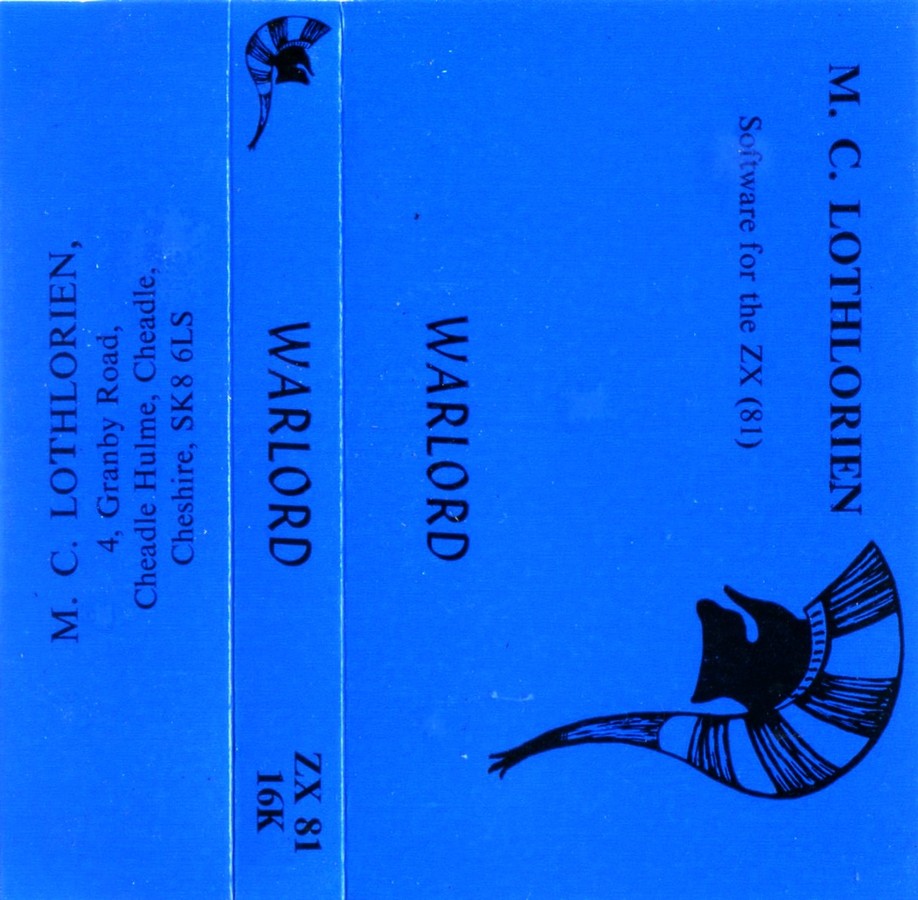 M. C. LOTHLORIEN
Software for the ZX (81)
WARLORD
WARLORD
ZX 81
16K
M. C. LOTHLORIEN,
4, Granby Road,
Cheadle Hulme, Cheadle,
Cheshire, SK8 6LS